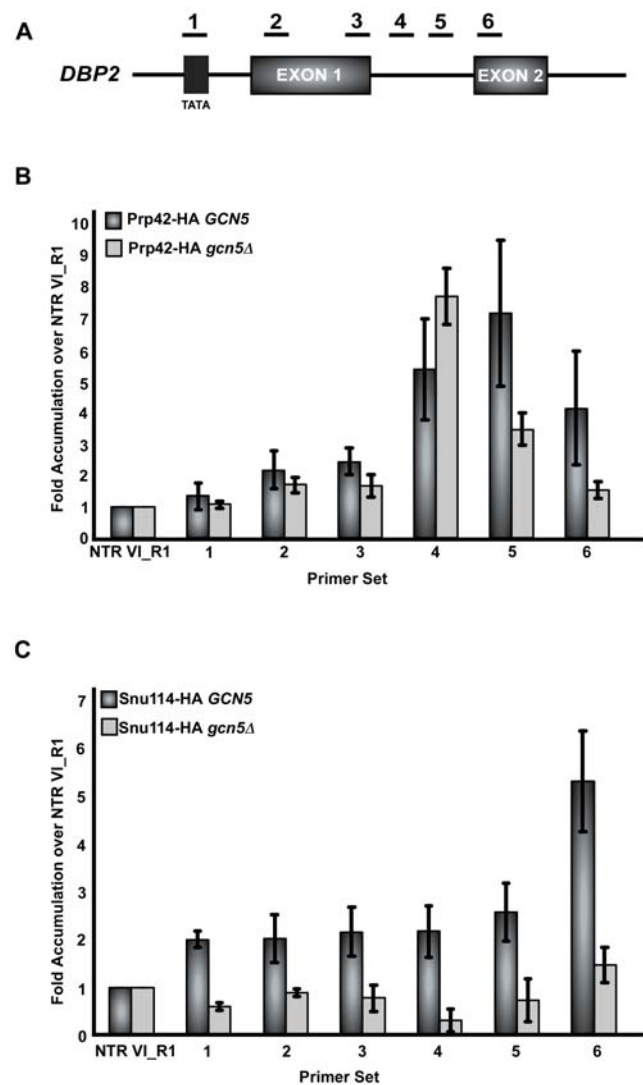 A
1 2 3 4 5 6
DBP2
EXON 1
EXON 2
TATA
B
Prp42-HA GCN5
Prp42-HA gcn5Δ
Fold Accumulation over NTR VI_R1
10
9
8
7
6
5
4
3
2
1
0
NTR VI_R1 1 2 3 4 5 6
Primer Set
C
Snu114-HA GCN5
Snu114-HA gcn5Δ
Fold Accumulation over NTR VI_R1
7
6
5
4
3
2
1
0
NTR VI_R1 1 2 3 4 5 6
Primer Set